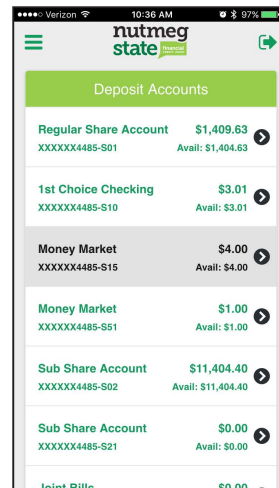 Verizon 10:36 AM 97%
nutmeg
state financial
Deposit Accounts
Regular Share Account $1,409.63
XXXXXX4485-S01 Avail: $1,404.63
1st Choice Checking $3.01
XXXXXX4485-S10 Avail: $3.01
Money Market $4.00
XXXXXX4485-S15 Avail: $4.00
Money Market $1.00
XXXXXX4485-S51 Avail: $1.00
Sub Share Account $11,404.40
XXXXXX4485-S02 Avail: $11,404.40
Sub Share Account $0.00
XXXXXX4485-S21 Avail: $0.00
Joint Bills $0.00